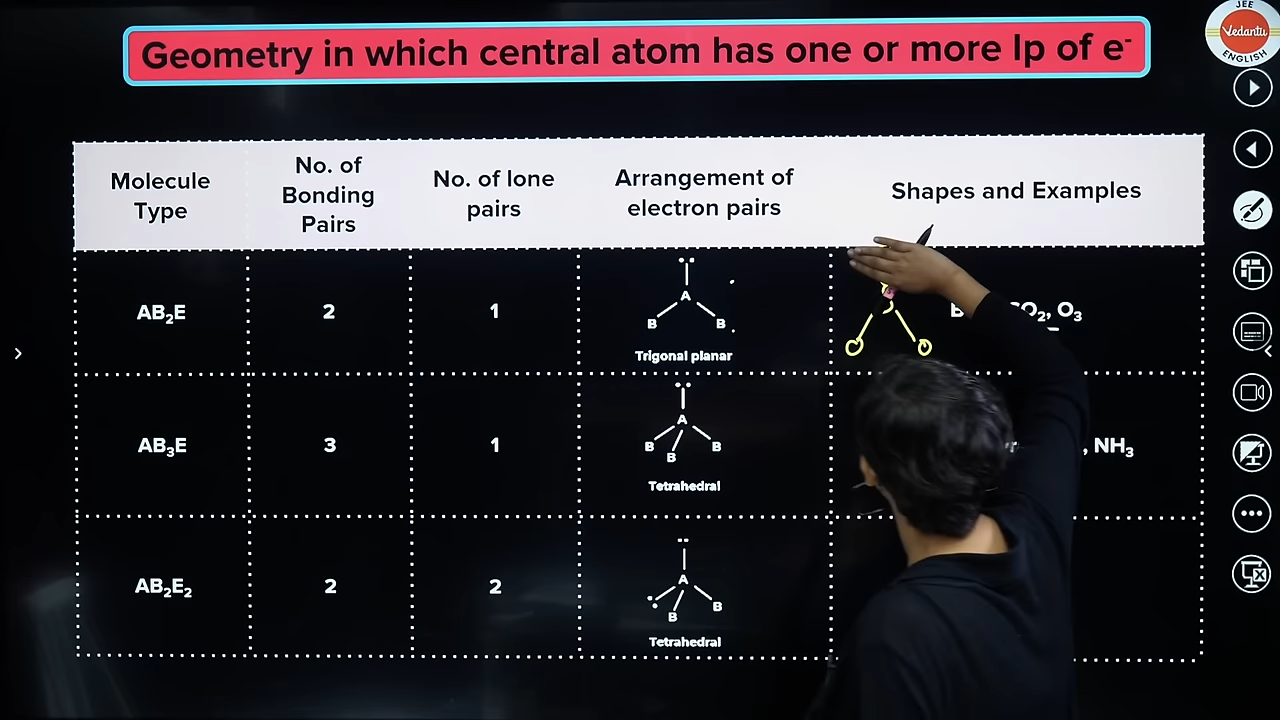 Geometry in which central atom has one or more lp of e⁻
JEE
Vedantu
ENGLISH
Molecule
Type
No. of
Bonding
Pairs
No. of lone
pairs
Arrangement of
electron pairs
Shapes and Examples
AB₂E
2
1
A
B B
Trigonal planar
O₂, O₃
AB₃E
3
1
A
B B
B
Tetrahedral
, NH₃
AB₂E₂
2
2
A
B
B
Tetrahedral